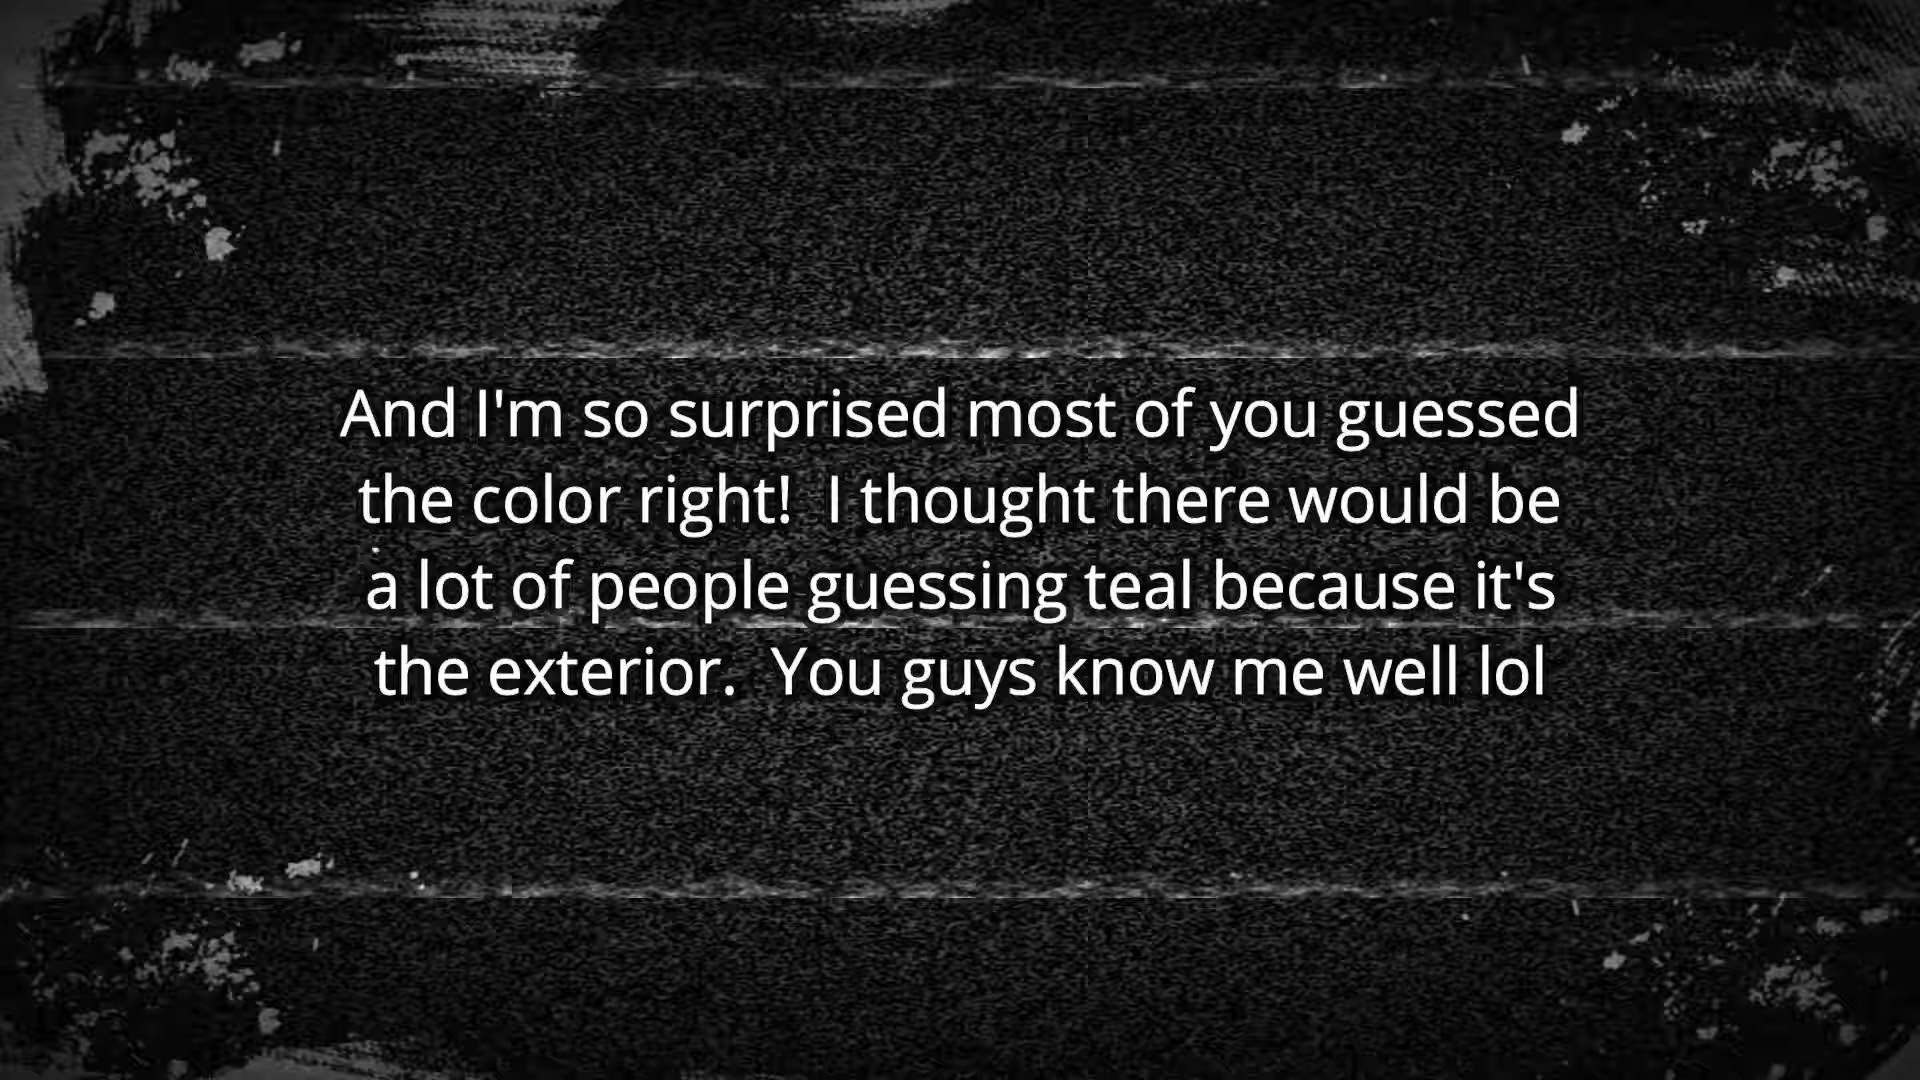 And I'm so surprised most of you guessed
the color right!  I thought there would be
a lot of people guessing teal because it's
the exterior.  You guys know me well lol